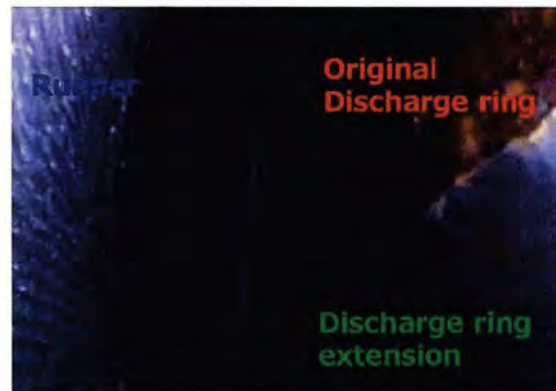 Runner
Original
Discharge ring
Discharge ring
extension